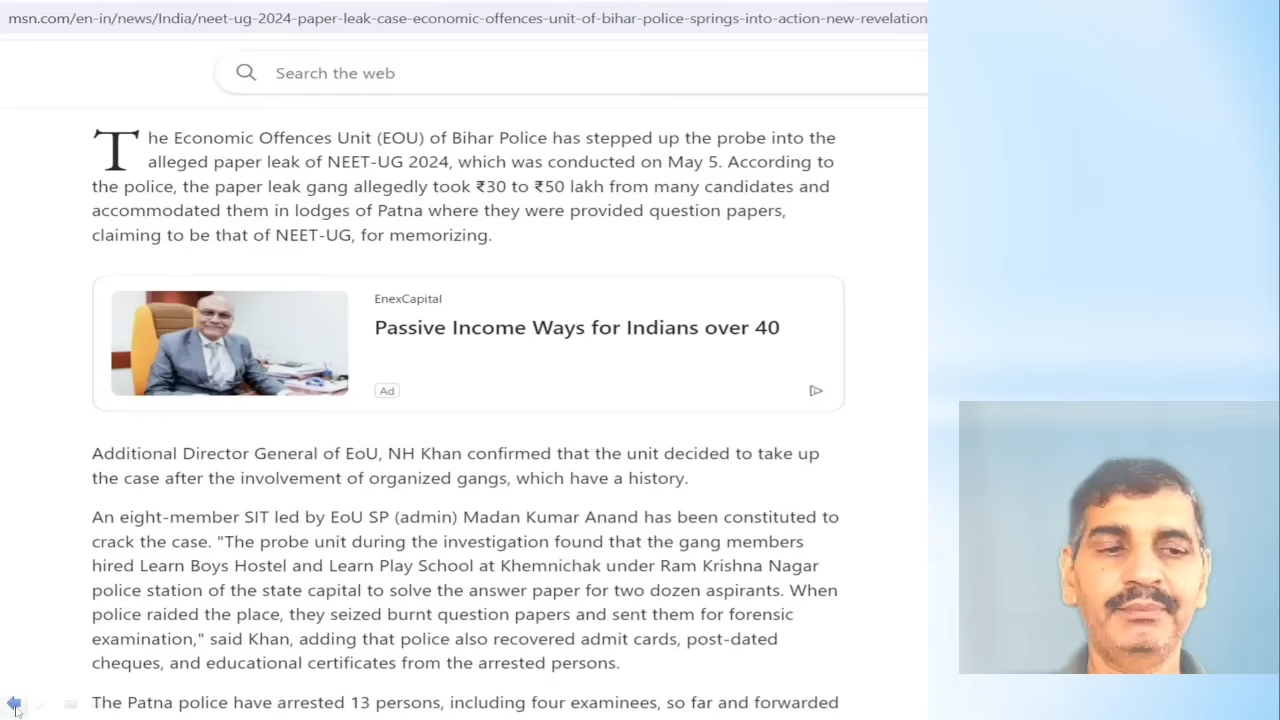 msn.com/en-in/news/India/neet-ug-2024-paper-leak-case-economic-offences-unit-of-bihar-police-springs-into-action-new-revelation
Search the web
The Economic Offences Unit (EOU) of Bihar Police has stepped up the probe into the
alleged paper leak of NEET-UG 2024, which was conducted on May 5. According to
the police, the paper leak gang allegedly took ₹30 to ₹50 lakh from many candidates and
accommodated them in lodges of Patna where they were provided question papers,
claiming to be that of NEET-UG, for memorizing.
EnexCapital
Passive Income Ways for Indians over 40
Ad
Additional Director General of EoU, NH Khan confirmed that the unit decided to take up
the case after the involvement of organized gangs, which have a history.
An eight-member SIT led by EoU SP (admin) Madan Kumar Anand has been constituted to
crack the case. "The probe unit during the investigation found that the gang members
hired Learn Boys Hostel and Learn Play School at Khemnichak under Ram Krishna Nagar
police station of the state capital to solve the answer paper for two dozen aspirants. When
police raided the place, they seized burnt question papers and sent them for forensic
examination," said Khan, adding that police also recovered admit cards, post-dated
cheques, and educational certificates from the arrested persons.
The Patna police have arrested 13 persons, including four examinees, so far and forwarded